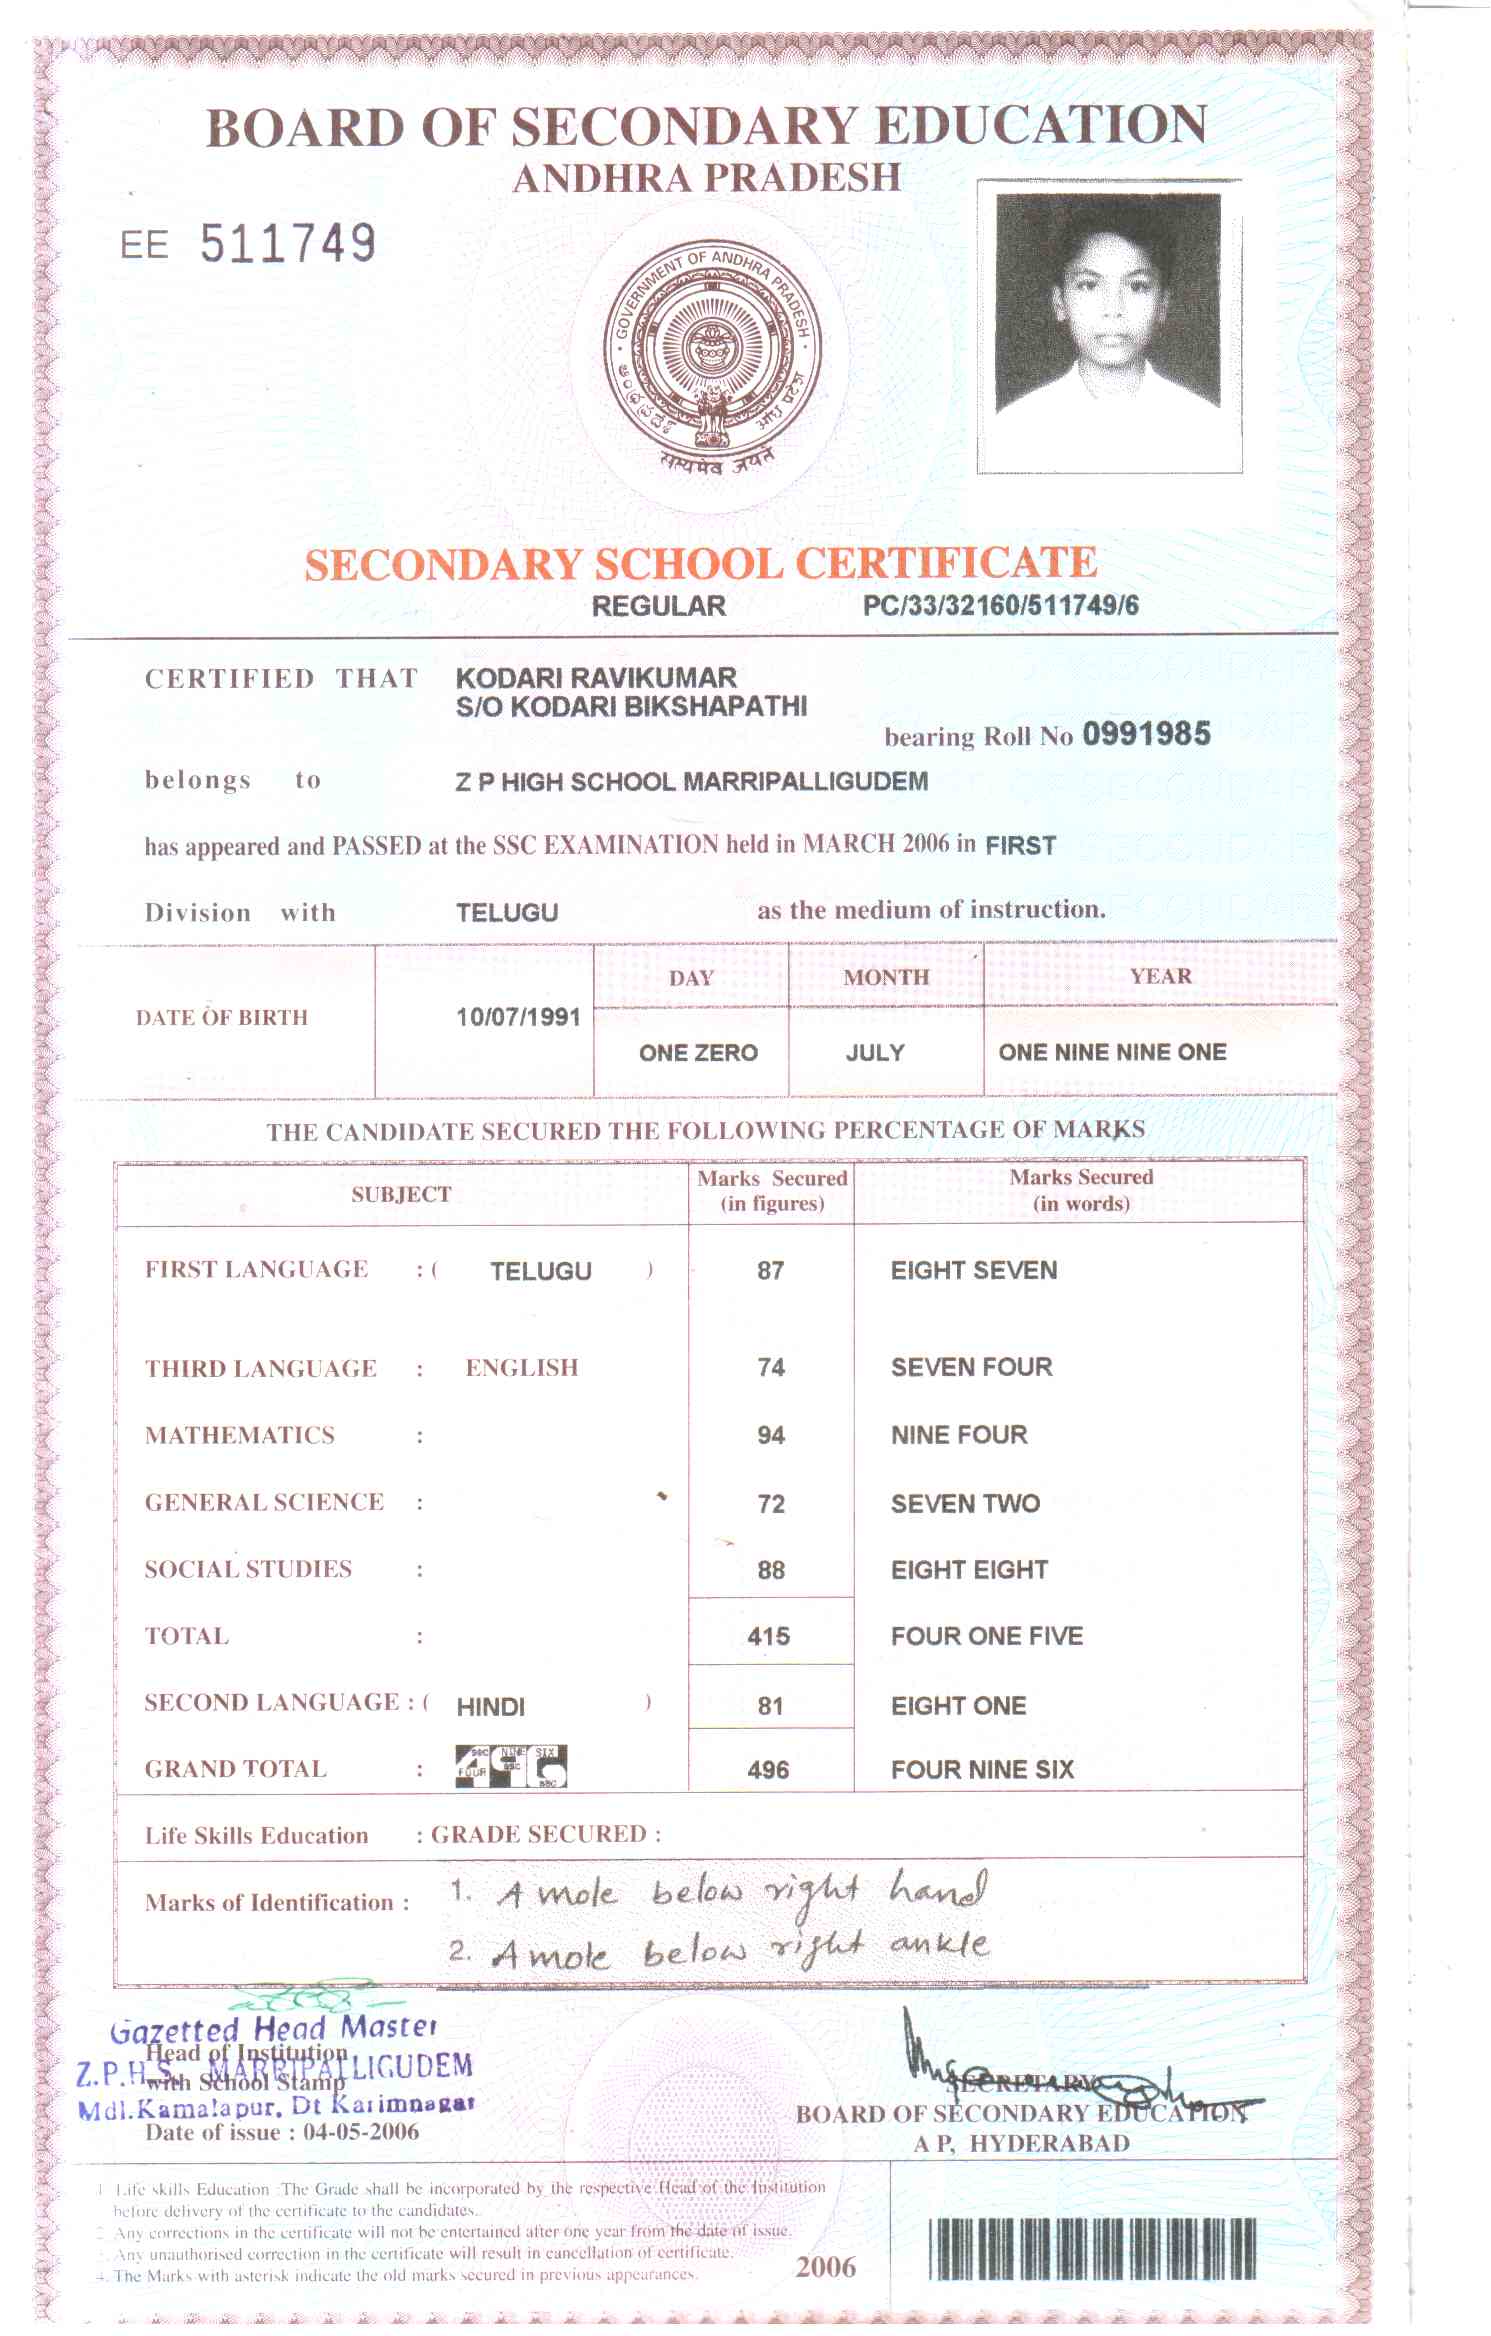 BOARD OF SECONDARY EDUCATION
ANDHRA PRADESH
EE 511749
GOVERNMENT OF ANDHRA PRADESH
सत्यमेव जयते
SECONDARY SCHOOL CERTIFICATE
REGULAR PC/33/32160/511749/6
CERTIFIED THAT KODARI RAVIKUMAR
S/O KODARI BIKSHAPATHI
bearing Roll No 0991985
belongs to Z P HIGH SCHOOL MARRIPALLIGUDEM
has appeared and PASSED at the SSC EXAMINATION held in MARCH 2006 in FIRST
Division with TELUGU as the medium of instruction.
DAY MONTH YEAR
DATE OF BIRTH 10/07/1991
ONE ZERO JULY ONE NINE NINE ONE
THE CANDIDATE SECURED THE FOLLOWING PERCENTAGE OF MARKS
SUBJECT Marks Secured (in figures) Marks Secured (in words)
FIRST LANGUAGE : ( TELUGU ) 87 EIGHT SEVEN
THIRD LANGUAGE : ENGLISH 74 SEVEN FOUR
MATHEMATICS : 94 NINE FOUR
GENERAL SCIENCE : 72 SEVEN TWO
SOCIAL STUDIES : 88 EIGHT EIGHT
TOTAL : 415 FOUR ONE FIVE
SECOND LANGUAGE : ( HINDI ) 81 EIGHT ONE
GRAND TOTAL : 496 FOUR NINE SIX
Life Skills Education : GRADE SECURED :
Marks of Identification : 1. A mole below right hand
2. A mole below right ankle
Gazetted Head Master
Head of Institution
Z.P.H.S. MARRIPALLIGUDEM
with School Stamp
Mdl.Kamalapur, Dt Karimnagar
Date of issue : 04-05-2006
SECRETARY
BOARD OF SECONDARY EDUCATION
A P, HYDERABAD
1. Life skills Education :The Grade shall be incorporated by the respective Head of the Institution
before delivery of the certificate to the candidates.
2. Any corrections in the certificate will not be entertained after one year from the date of issue.
3. Any unauthorised correction in the certificate will result in cancellation of certificate.
4. The Marks with asterisk indicate the old marks secured in previous appearances.
2006